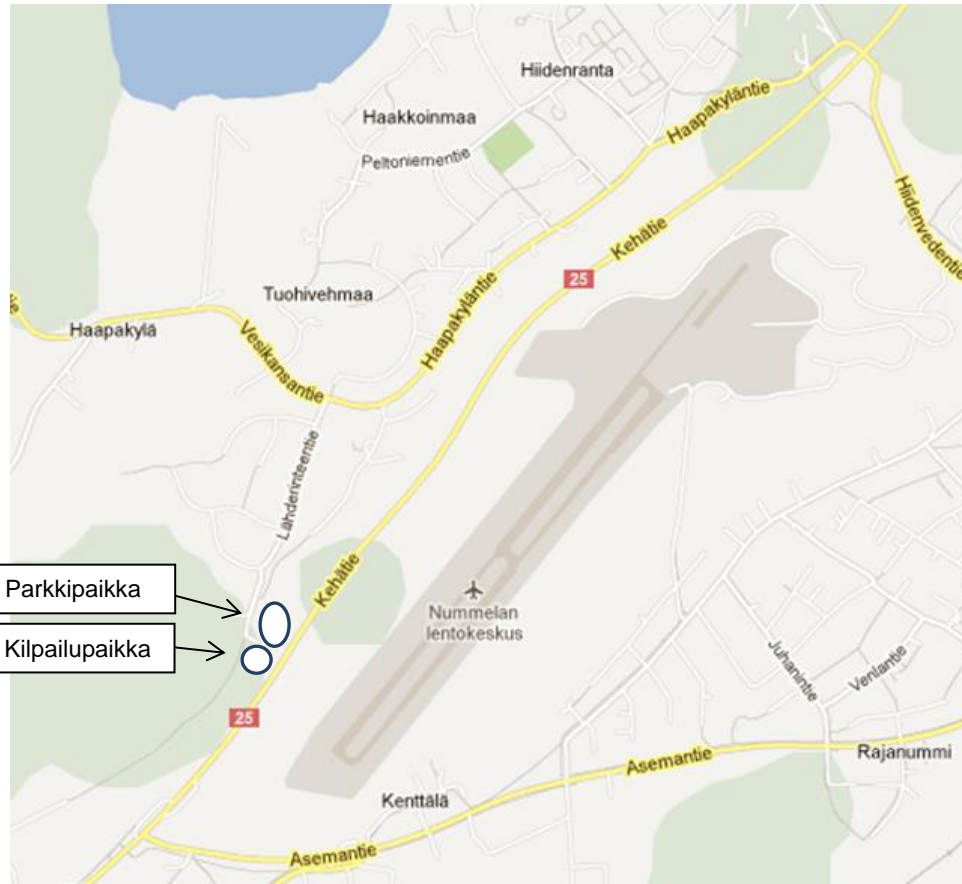 Hiidenranta
Haakkoinmaa
Haapakyläntie
Peltoniementie
Hiidenvedentie
Kehätie
25
Tuohivehmaa
tie
Haapakylä
Vesikansantie
Haapakyläntie
Lähderinteentie
Kehätie
Parkkipaikka
Kilpailupaikka
Nummelan
lentokeskus
25
Juhanintie
Venlantie
Rajanummi
Asemantie
Kenttälä
Asemantie